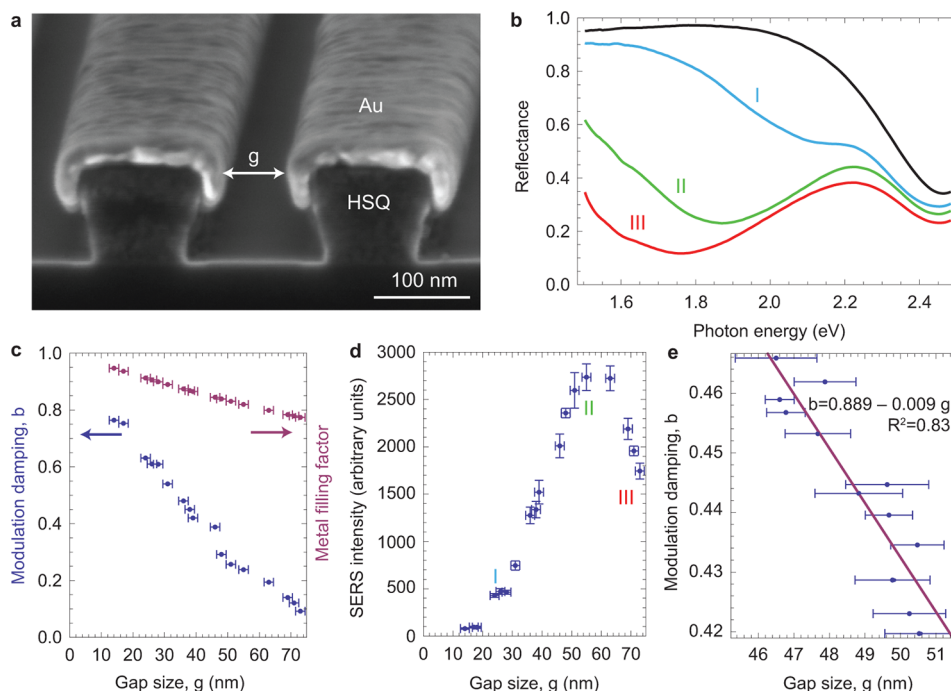 a
Au
g
HSQ
100 nm
b
1.0
0.8
0.6
0.4
0.2
0.0
Reflectance
I
II
III
1.6 1.8 2.0 2.2 2.4
Photon energy (eV)
c
1.0
0.8
0.6
0.4
0.2
0.0
Modulation damping, b
Metal filling factor
0 10 20 30 40 50 60 70
Gap size, g (nm)
d
3000
2500
2000
1500
1000
500
0
SERS intensity (arbitrary units)
I
II
III
0 10 20 30 40 50 60 70
Gap size, g (nm)
e
0.46
0.45
0.44
0.43
0.42
Modulation damping, b
b=0.889 – 0.009 g
R²=0.83
46 47 48 49 50 51
Gap size, g (nm)